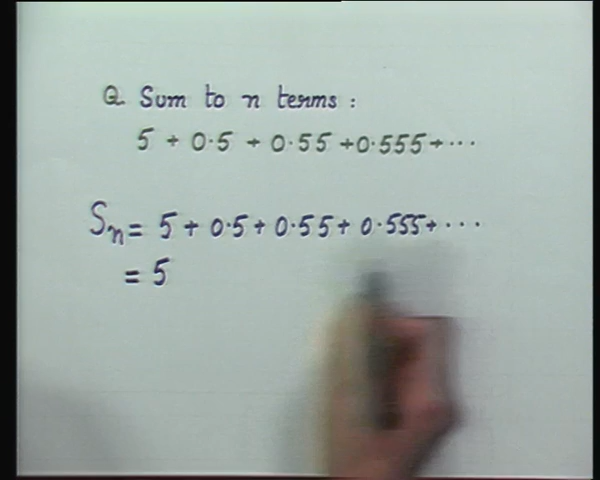 Q. Sum to n terms :
5 + 0.5 + 0.55 + 0.555 + ...
Sn = 5 + 0.5 + 0.55 + 0.555 + ...
= 5